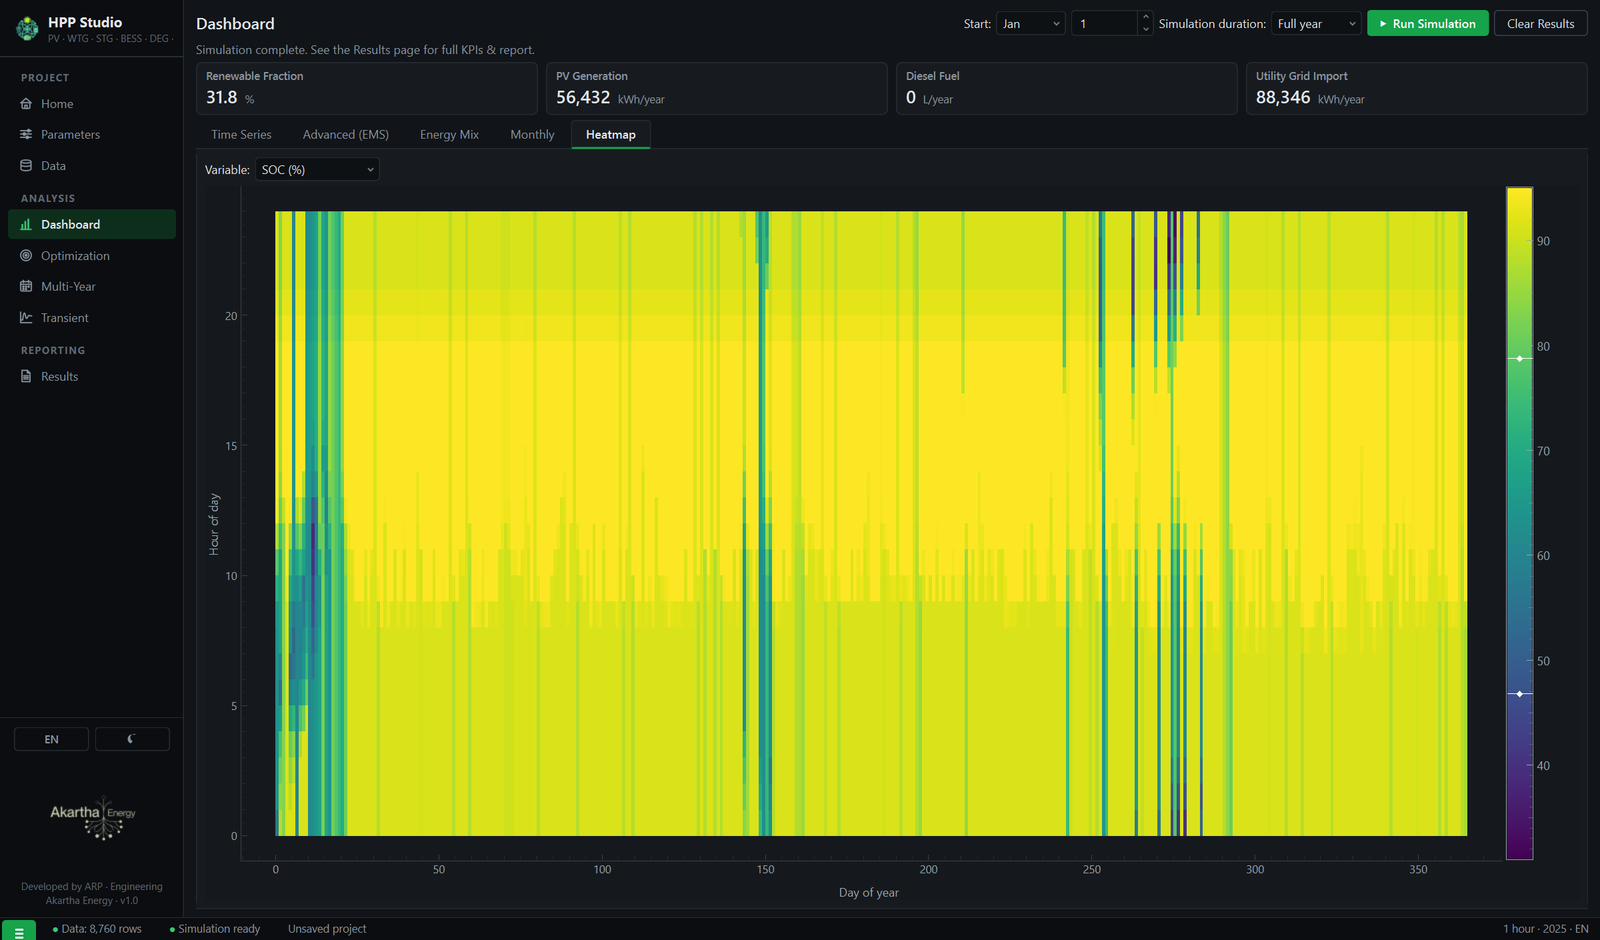 HPP Studio
PV · WTG · STG · BESS · DEG ·
PROJECT
Home
Parameters
Data
ANALYSIS
Dashboard
Optimization
Multi-Year
Transient
REPORTING
Results
EN
Akartha Energy
Developed by ARP · Engineering
Akartha Energy · v1.0
Dashboard
Start: Jan 1 Simulation duration: Full year Run Simulation Clear Results
Simulation complete. See the Results page for full KPIs & report.
Renewable Fraction
31.8 %
PV Generation
56,432 kWh/year
Diesel Fuel
0 L/year
Utility Grid Import
88,346 kWh/year
Time Series Advanced (EMS) Energy Mix Monthly Heatmap
Variable: SOC (%)
Hour of day
20
15
10
5
0
0 50 100 150 200 250 300 350
Day of year
90
80
70
60
50
40
Data: 8,760 rows Simulation ready Unsaved project 1 hour · 2025 · EN